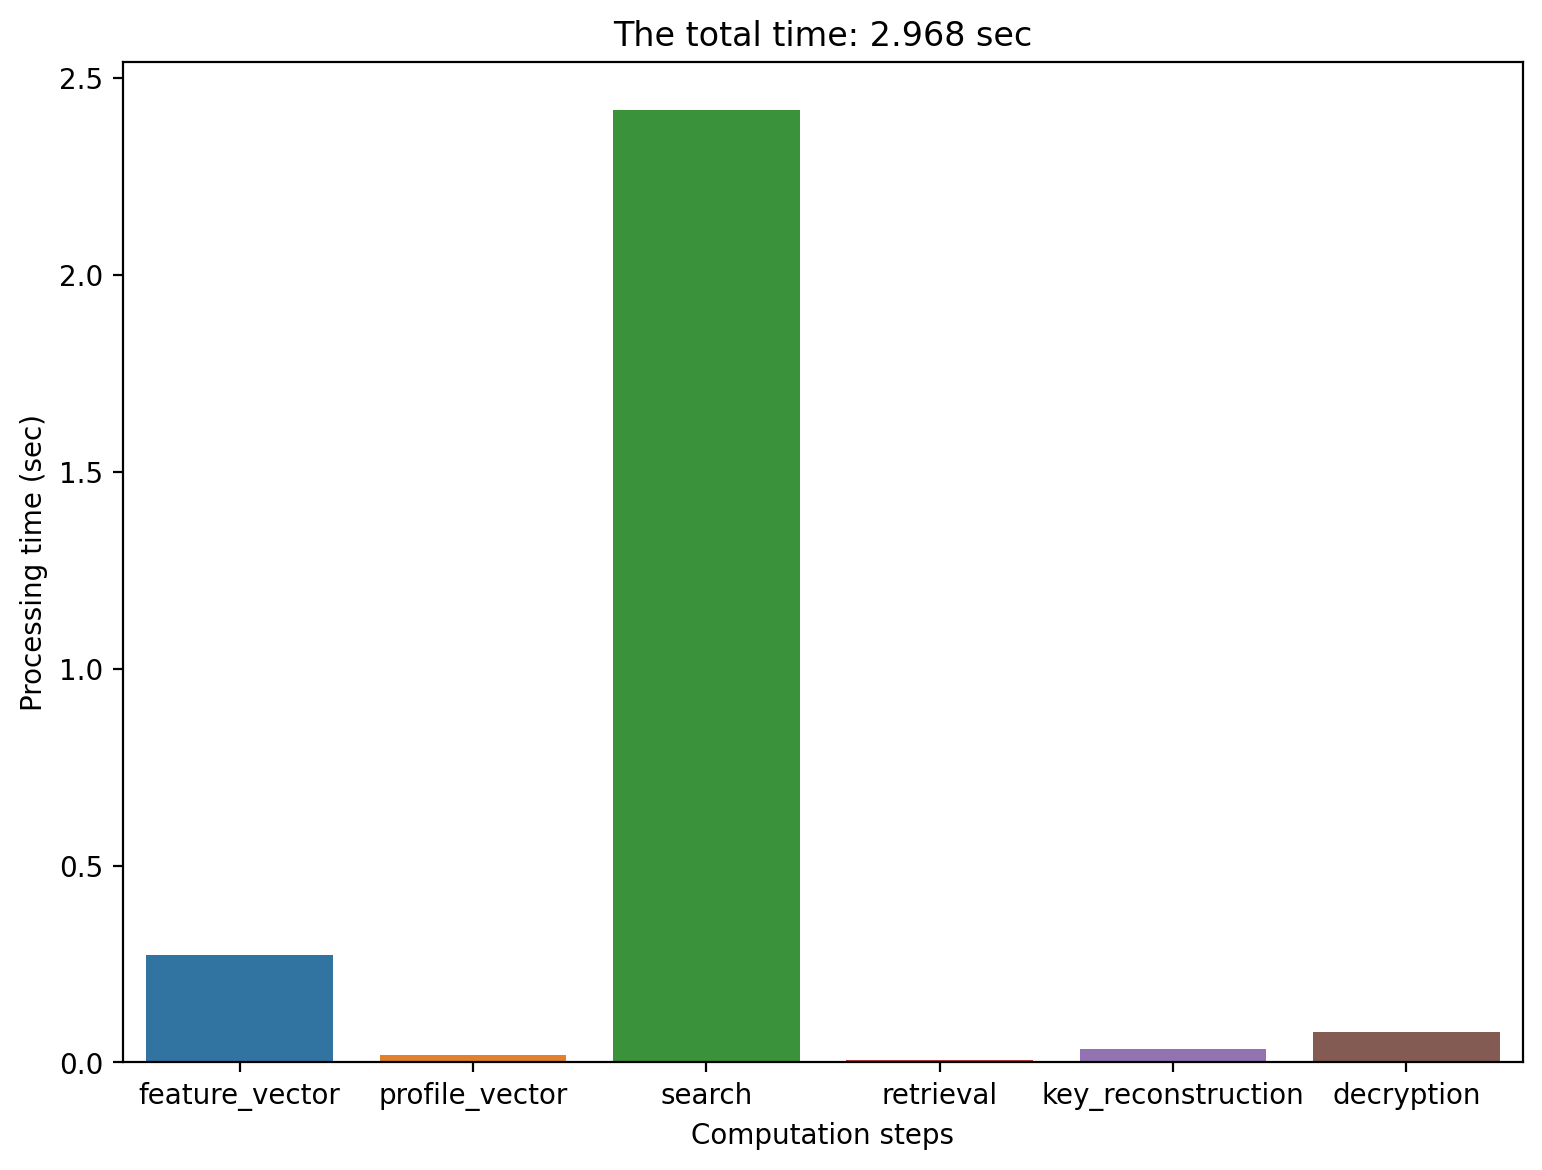 The total time: 2.968 sec
2.5
2.0
1.5
1.0
0.5
0.0
Processing time (sec)
feature_vector profile_vector search retrieval key_reconstruction decryption
Computation steps